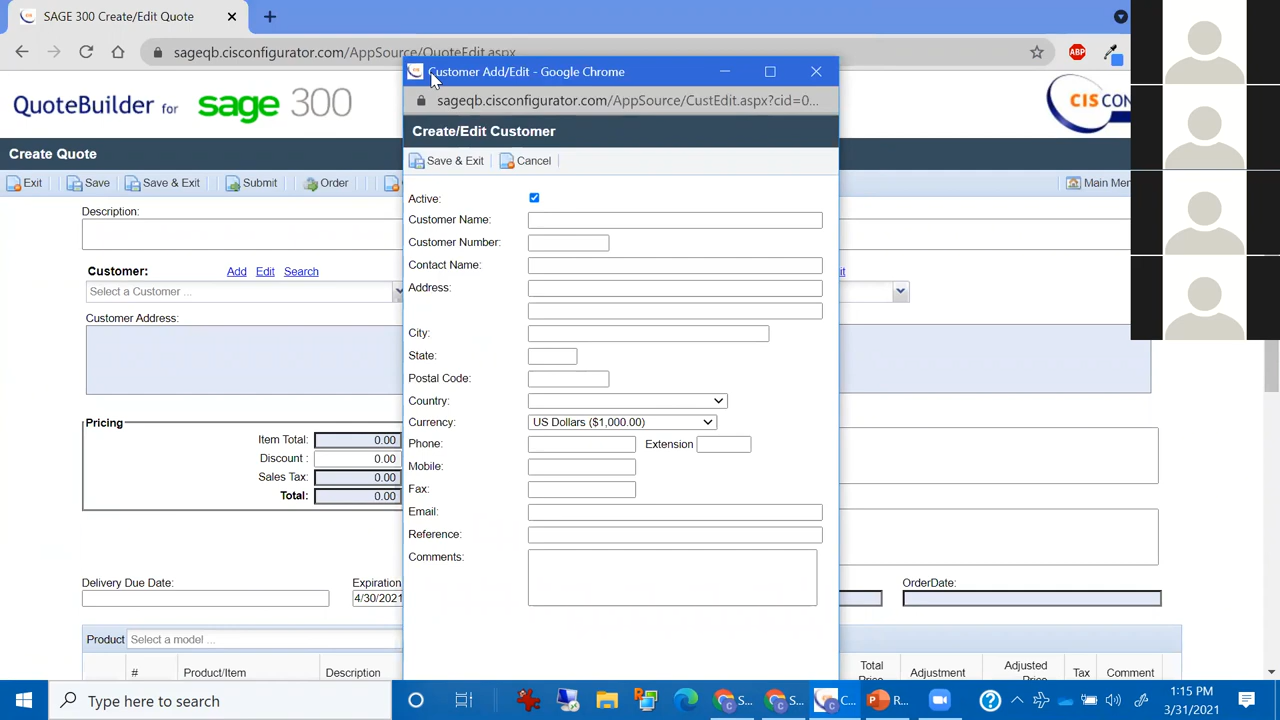 SAGE 300 Create/Edit Quote
sageqb.cisconfigurator.com/AppSource/QuoteEdit.aspx
ABP
Customer Add/Edit - Google Chrome
sageqb.cisconfigurator.com/AppSource/CustEdit.aspx?cid=0...
QuoteBuilder for sage 300
CIS CON
Create Quote
Exit Save Save & Exit Submit Order
Main Men
Create/Edit Customer
Save & Exit Cancel
Description:
Customer: Add Edit Search
Select a Customer ...
Customer Address:
Pricing
Item Total: 0.00
Discount : 0.00
Sales Tax: 0.00
Total: 0.00
Active:
Customer Name:
Customer Number:
Contact Name:
Address:
City:
State:
Postal Code:
Country:
Currency: US Dollars ($1,000.00)
Phone: Extension
Mobile:
Fax:
Email:
Reference:
Comments:
Delivery Due Date:
Expiration
4/30/2021
OrderDate:
Product Select a model ...
# Product/Item Description
Total Adjustment Adjusted Tax Comment
Type here to search
S... S... C... R...
1:15 PM
3/31/2021